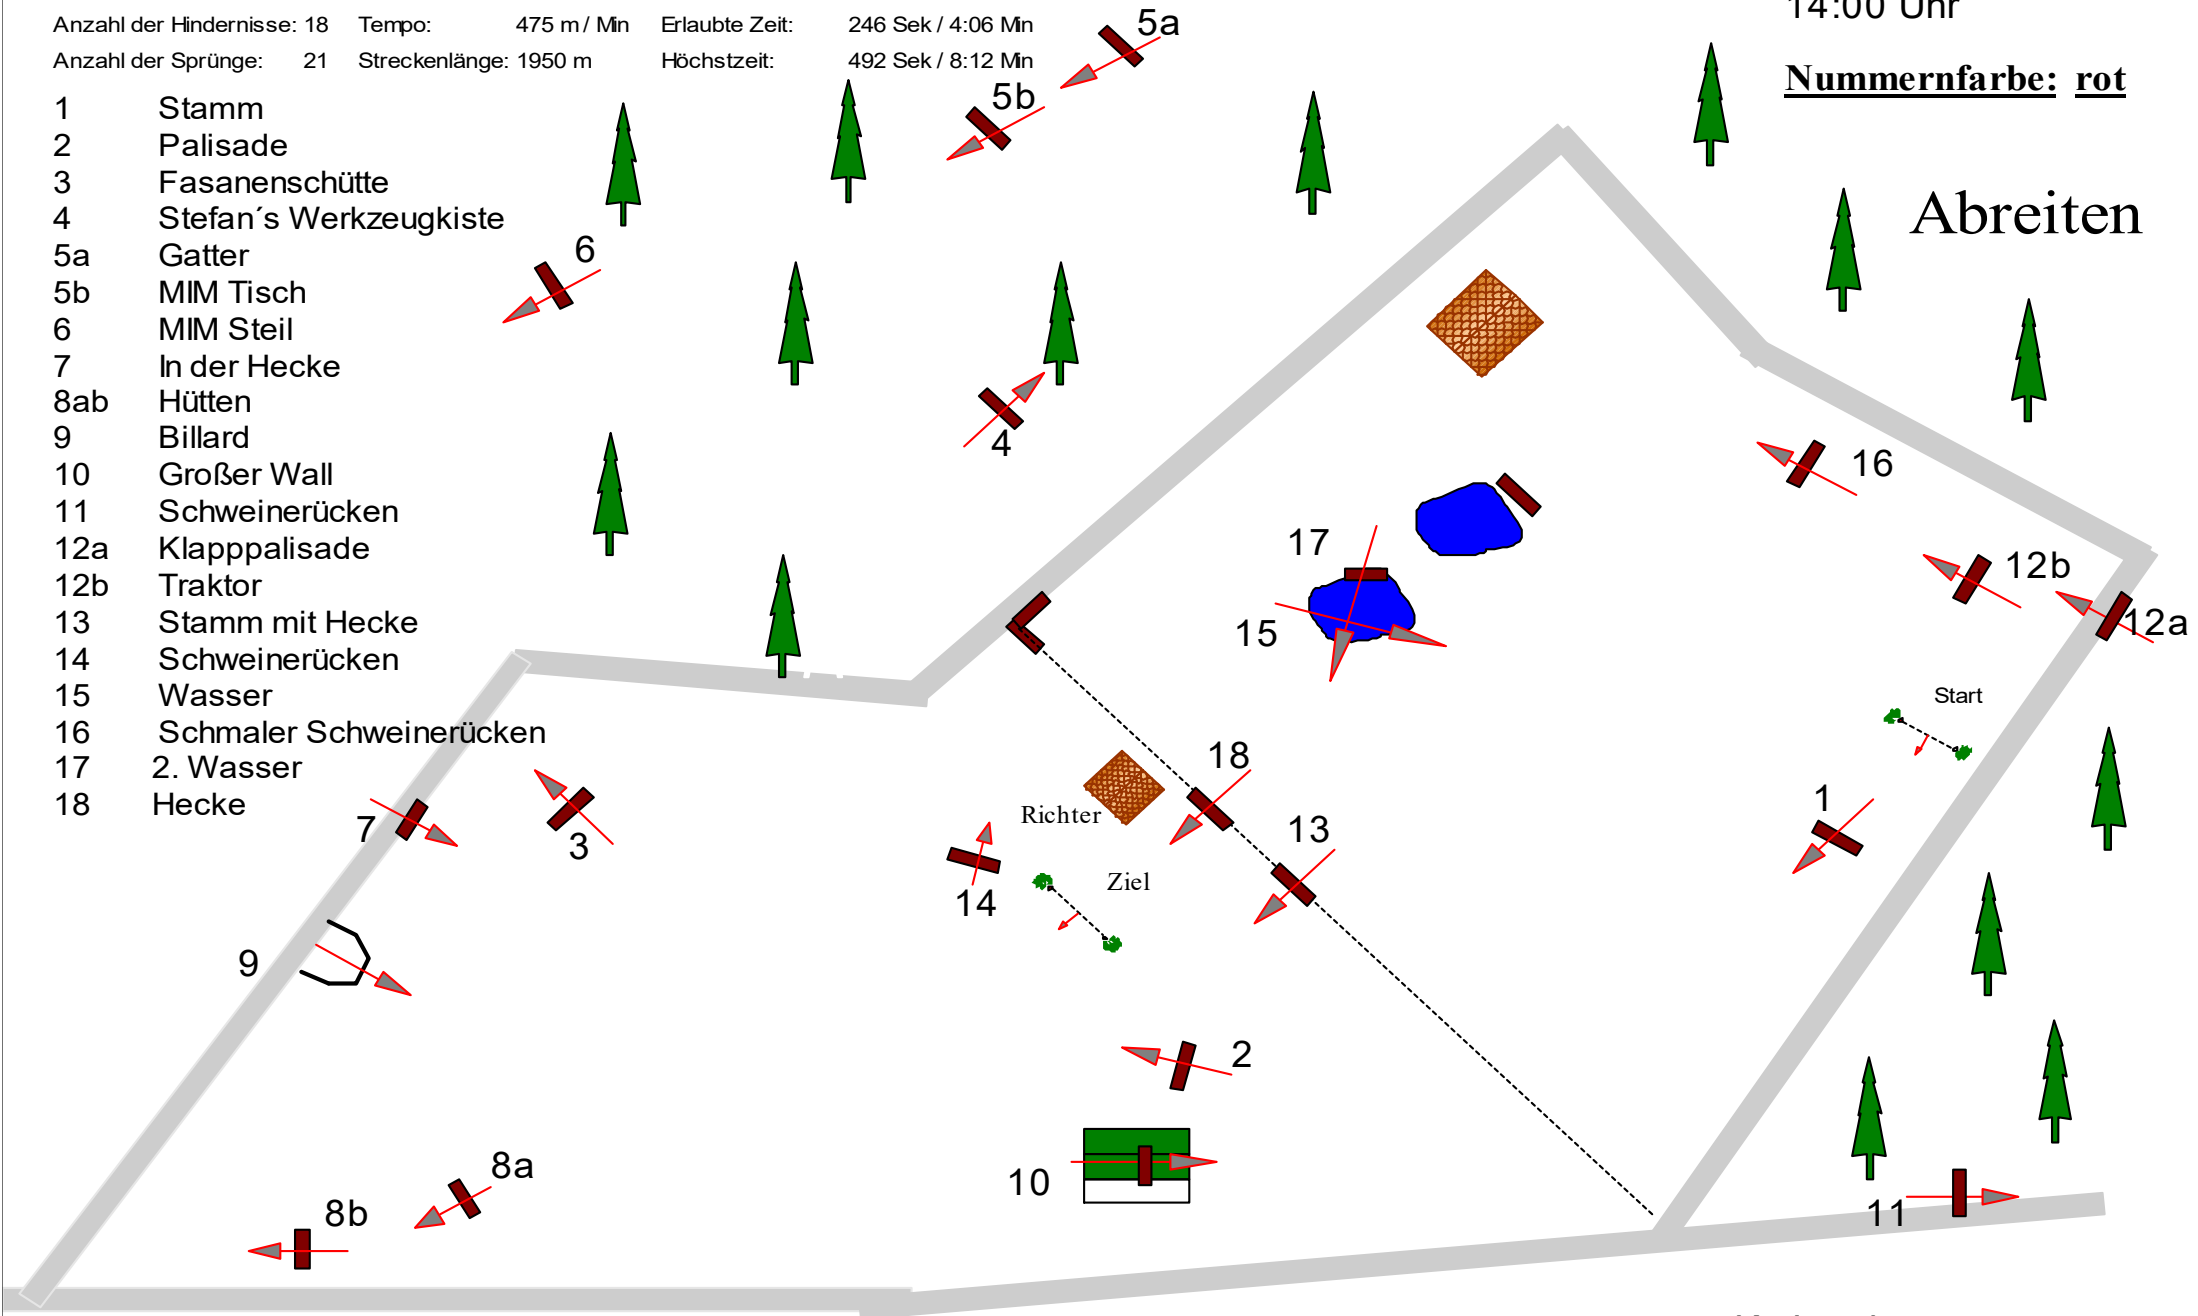 Anzahl der Hindernisse: 18 Tempo: 475 m / Min Erlaubte Zeit: 246 Sek / 4:06 Min
Anzahl der Sprünge: 21 Streckenlänge: 1950 m Höchstzeit: 492 Sek / 8:12 Min
14:00 Uhr
Nummernfarbe: rot
Abreiten
1 Stamm
2 Palisade
3 Fasanenschütte
4 Stefan´s Werkzeugkiste
5a Gatter
5b MIM Tisch
6 MIM Steil
7 In der Hecke
8ab Hütten
9 Billard
10 Großer Wall
11 Schweinerücken
12a Klapppalisade
12b Traktor
13 Stamm mit Hecke
14 Schweinerücken
15 Wasser
16 Schmaler Schweinerücken
17 2. Wasser
18 Hecke
5a
5b
6
4
16
17
12b
15
12a
Start
18
1
Richter
13
7
3
Ziel
14
9
2
8a
10
8b
11